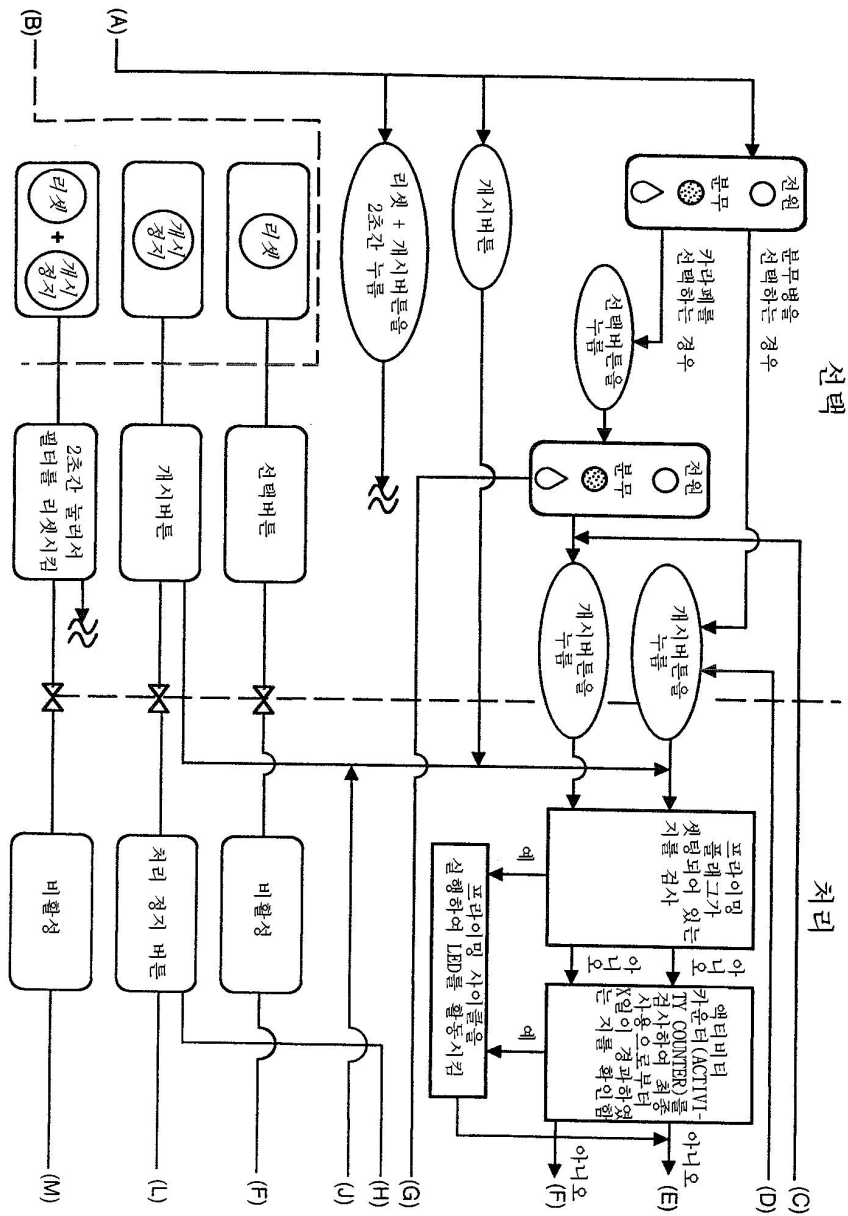 선택
처리
(A)
(B)
전원
분무
분무병을
선택하는 경우
카라페를
선택하는 경우
선택버튼을
누름
전원
분무
개시버튼을
누름
개시버튼을
누름
개시버튼
리셋 + 개시버튼을
2초간 누름
프라이밍
플래그가
셋팅되어 있는
지를 검사
아니
오
아니
오
예
예
액티비티
카운터(ACTIVI-
TY COUNTER)를
검사하여 최종
사용으로부터
X일이 경과하였
는 지를 확인함
프라이밍 사이클을
실행하여 LED를 활동시킴
아니오
아니오
(C)
(D)
(E)
(F)
(G)
(H)
(J)
리셋
선택버튼
비활성
(F)
개시
정지
개시버튼
처리 정지 버튼
(L)
리셋
+
개시
정지
2초간 눌러서
필터를 리셋시킴
비활성
(M)